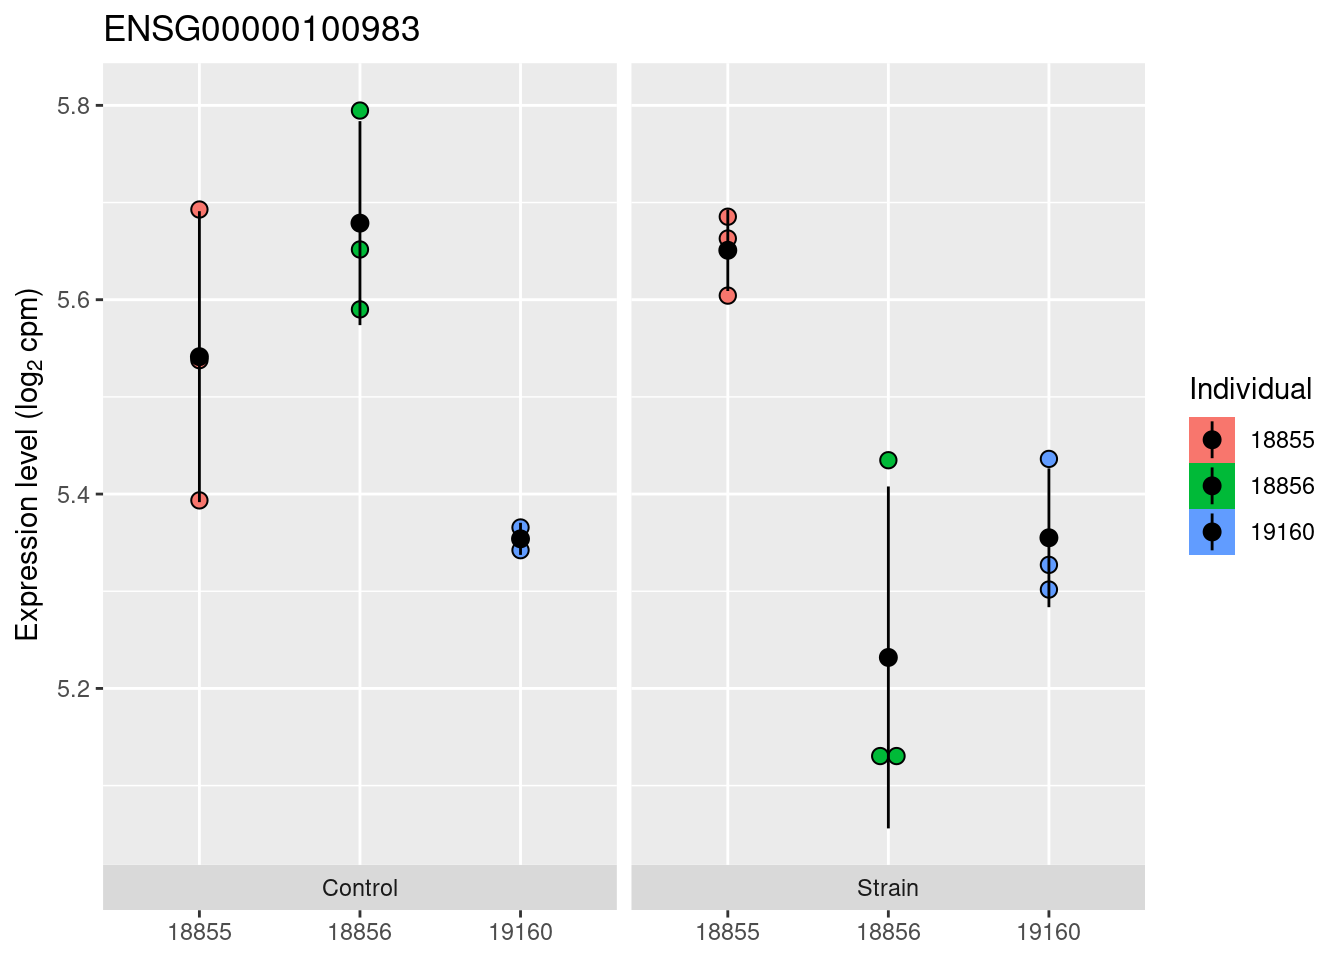 ENSG00000100983
Expression level (log2 cpm)
5.8
5.6
5.4
5.2
Control
Strain
18855
18856
19160
18855
18856
19160
Individual
18855
18856
19160